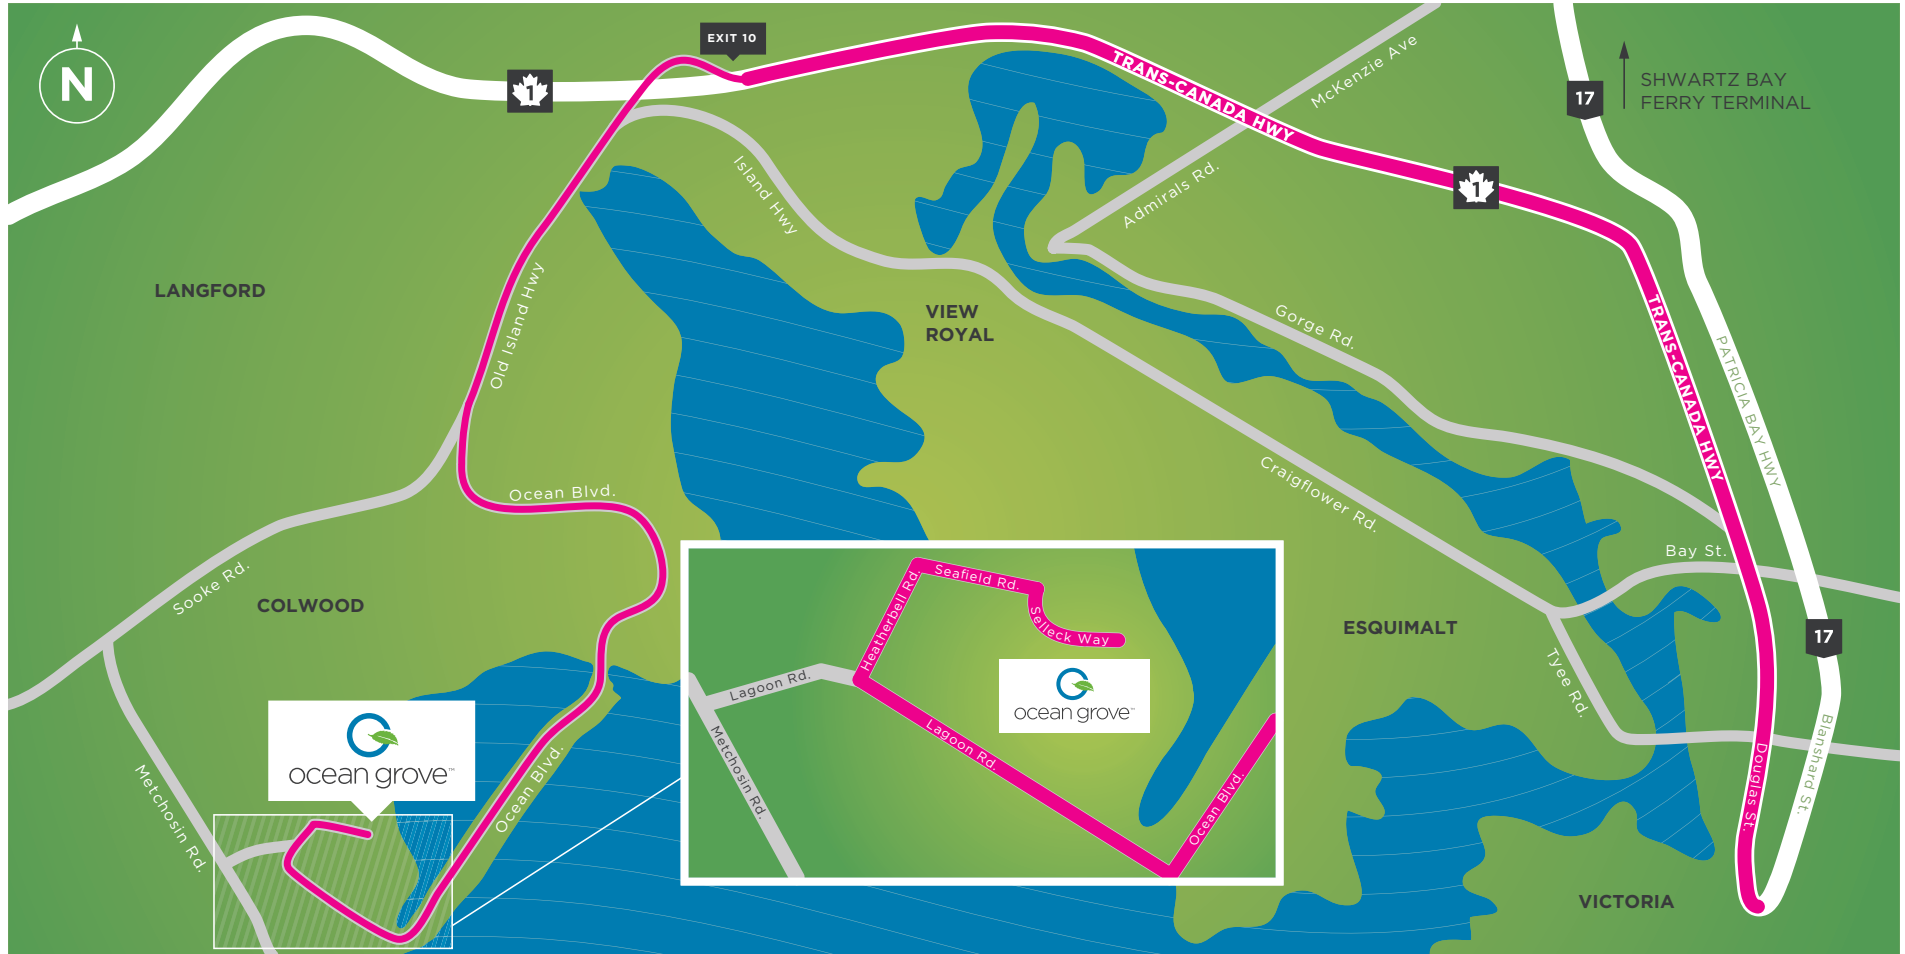 N
EXIT 10
1
TRANS-CANADA HWY
McKenzie Ave
17
SHWARTZ BAY
FERRY TERMINAL
Island Hwy
Admirals Rd.
1
LANGFORD
Old Island Hwy
VIEW
ROYAL
Gorge Rd.
TRANS-CANADA HWY
PATRICIA BAY HWY
Ocean Blvd.
Craigflower Rd.
Sooke Rd.
COLWOOD
Bay St.
ESQUIMALT
17
Tyee Rd.
Heatherbell Rd.
Seafield Rd.
Selleck Way
Lagoon Rd.
ocean grove™
Lagoon Rd.
Metchosin Rd.
Ocean Blvd.
ocean grove™
Metchosin Rd.
Ocean Blvd.
Douglas St.
Blanshard St.
VICTORIA